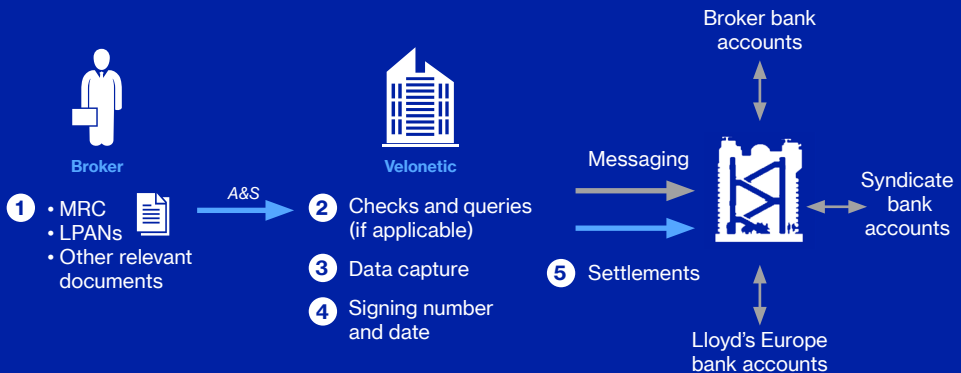 Broker bank
accounts
Broker
Velonetic
1
• MRC
• LPANs
• Other relevant
documents
A&S
2 Checks and queries
(if applicable)
3 Data capture
4 Signing number
and date
Messaging
5 Settlements
Syndicate
bank
accounts
Lloyd's Europe
bank accounts